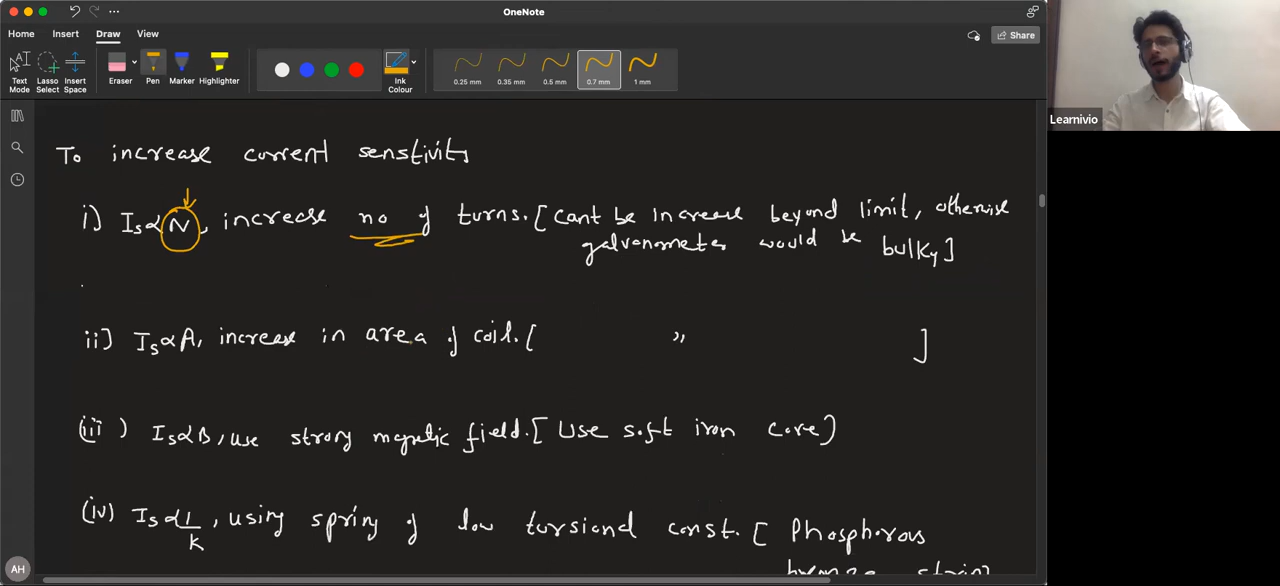 OneNote
Home Insert Draw View
Share
Text Mode
Lasso Select
Insert Space
Eraser
Pen
Marker
Highlighter
Ink Colour
0.25 mm
0.35 mm
0.5 mm
0.7 mm
1 mm
Learnivio
To increase current senstivity
i) Is∝N, increase no of turns. [Cant be increase beyond limit, otherwise
galvanometer would be bulky]
ii] Is∝A, increase in area of coil. [ " ]
(iii) Is∝B, use strong magnetic field. [Use soft iron core)
(iv) Is∝1/k, using spring of low torsional const. [Phosphorous
bronze string
AH